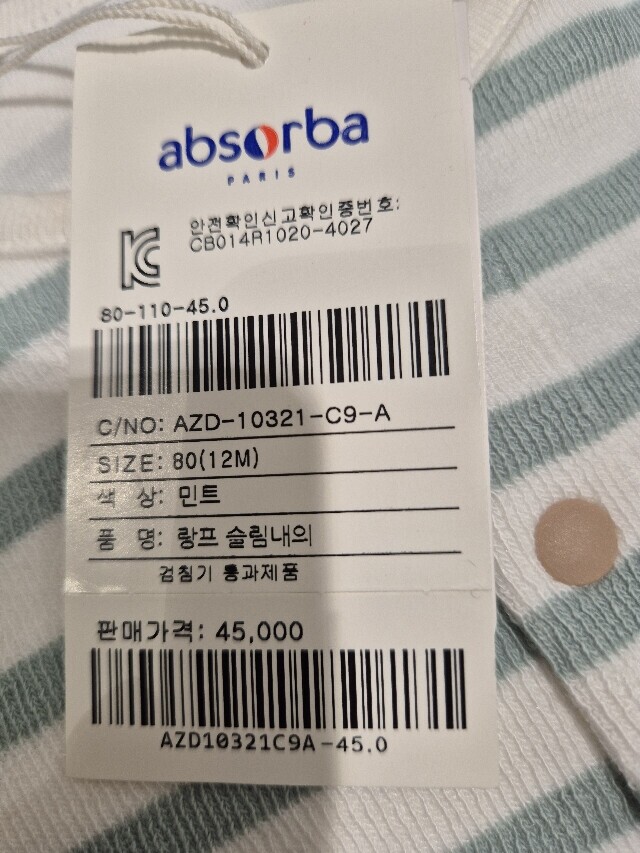 absorba
PARIS
안전확인신고확인증번호:
CB014R1020-4027
80-110-45.0
C/NO: AZD-10321-C9-A
SIZE: 80(12M)
색 상: 민트
품 명: 랑프 슬림내의
검침기 통과제품
판매가격: 45,000
AZD10321C9A-45.0